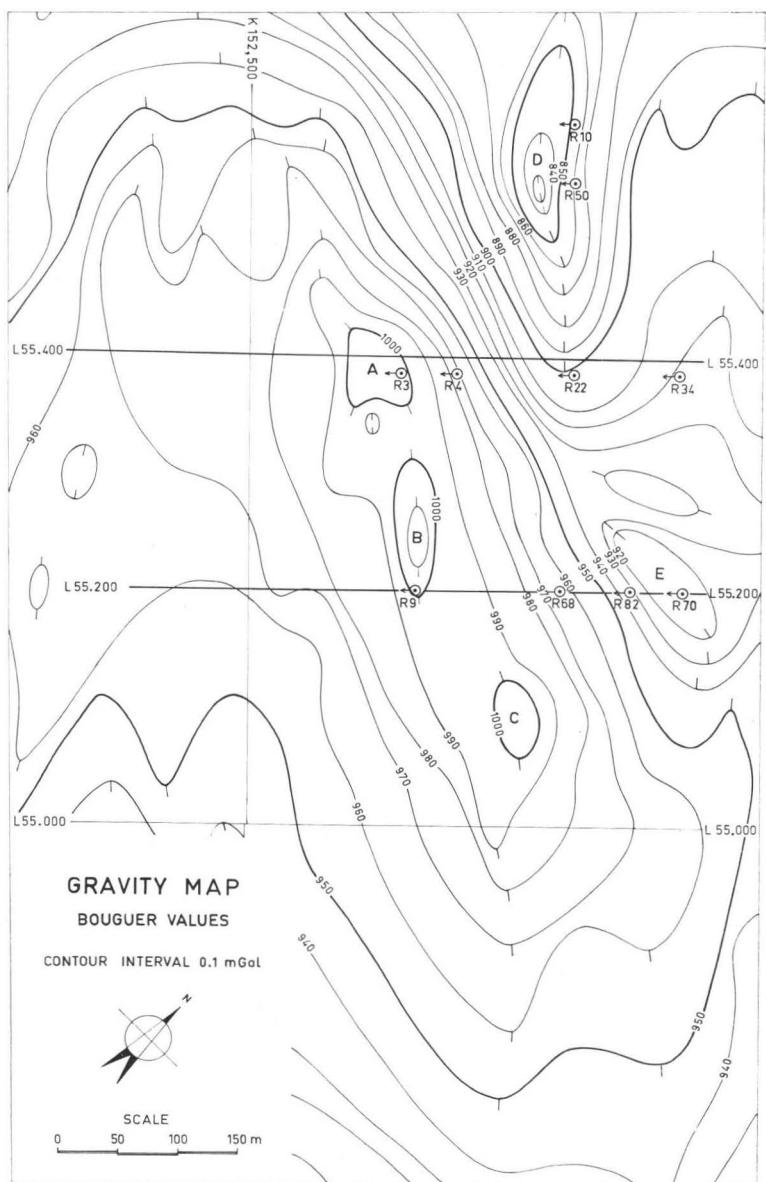 K 152,500
R10
D
840
850
R50
860
880
890
900
910
920
930
L 55.400
1000
L 55.400
A
R3
R4
R22
R34
960
1000
B
920
930
940
950
E
L 55.200
R9
960
970
980
R68
R82
R70
L 55.200
990
C
1000
990
980
970
960
L 55.000
L 55.000
950
940
950
940
GRAVITY MAP
BOUGUER VALUES
CONTOUR INTERVAL 0.1 mGal
N
SCALE
0 50 100 150 m